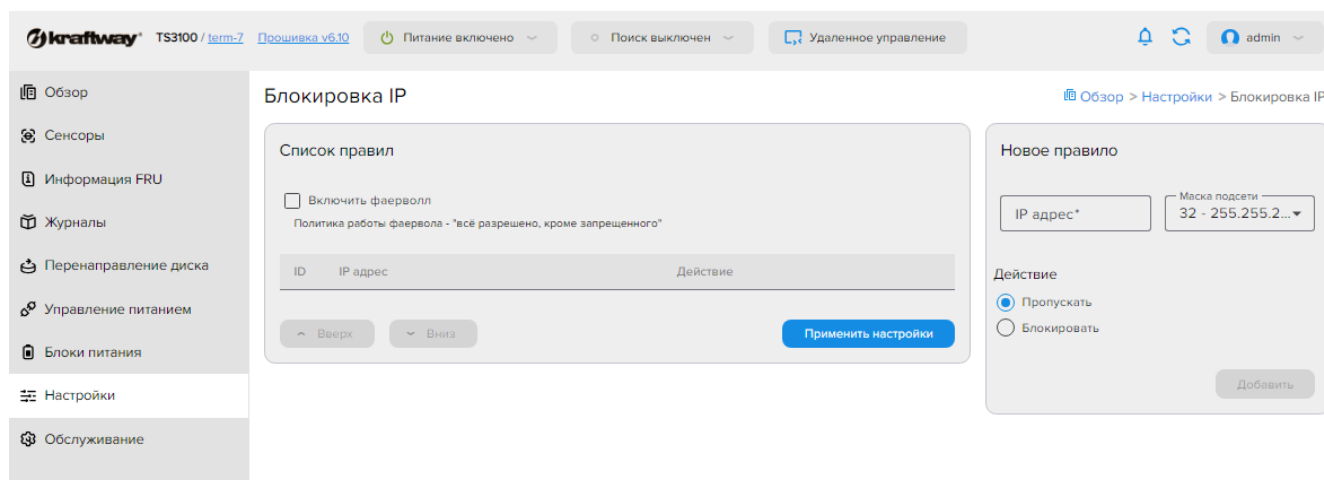 kraftway TS3100 / term-7 Прошивка v6.10 Питание включено Поиск выключен Удаленное управление admin
Обзор
Сенсоры
Информация FRU
Журналы
Перенаправление диска
Управление питанием
Блоки питания
Настройки
Обслуживание
Блокировка IP
Обзор > Настройки > Блокировка IP
Список правил
Включить фаерволл
Политика работы фаервола - "всё разрешено, кроме запрещенного"
ID IP адрес Действие
Вверх Вниз Применить настройки
Новое правило
IP адрес* Маска подсети
32 - 255.255.2...
Действие
Пропускать
Блокировать
Добавить